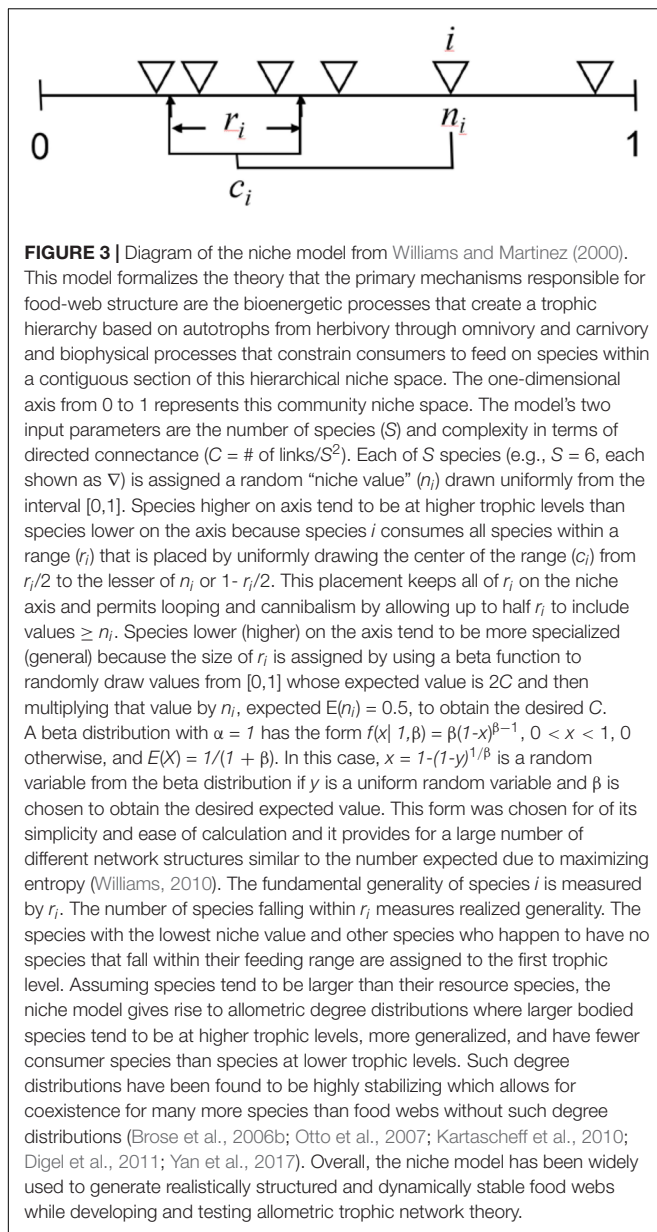 i
r_i
n_i
0
1
c_i
FIGURE 3 | Diagram of the niche model from Williams and Martinez (2000).
This model formalizes the theory that the primary mechanisms responsible for
food-web structure are the bioenergetic processes that create a trophic
hierarchy based on autotrophs from herbivory through omnivory and carnivory
and biophysical processes that constrain consumers to feed on species within
a contiguous section of this hierarchical niche space. The one-dimensional
axis from 0 to 1 represents this community niche space. The model's two
input parameters are the number of species (S) and complexity in terms of
directed connectance (C = # of links/S²). Each of S species (e.g., S = 6, each
shown as ∇) is assigned a random "niche value" (n_i) drawn uniformly from the
interval [0,1]. Species higher on axis tend to be at higher trophic levels than
species lower on the axis because species i consumes all species within a
range (r_i) that is placed by uniformly drawing the center of the range (c_i) from
r_i/2 to the lesser of n_i or 1- r_i/2. This placement keeps all of r_i on the niche
axis and permits looping and cannibalism by allowing up to half r_i to include
values ≥ n_i. Species lower (higher) on the axis tend to be more specialized
(general) because the size of r_i is assigned by using a beta function to
randomly draw values from [0,1] whose expected value is 2C and then
multiplying that value by n_i, expected E(n_i) = 0.5, to obtain the desired C.
A beta distribution with α = 1 has the form f(x| 1,β) = β(1-x)^{β−1}, 0 < x < 1, 0
otherwise, and E(X) = 1/(1 + β). In this case, x = 1-(1-y)^{1/β} is a random
variable from the beta distribution if y is a uniform random variable and β is
chosen to obtain the desired expected value. This form was chosen for of its
simplicity and ease of calculation and it provides for a large number of
different network structures similar to the number expected due to maximizing
entropy (Williams, 2010). The fundamental generality of species i is measured
by r_i. The number of species falling within r_i measures realized generality. The
species with the lowest niche value and other species who happen to have no
species that fall within their feeding range are assigned to the first trophic
level. Assuming species tend to be larger than their resource species, the
niche model gives rise to allometric degree distributions where larger bodied
species tend to be at higher trophic levels, more generalized, and have fewer
consumer species than species at lower trophic levels. Such degree
distributions have been found to be highly stabilizing which allows for
coexistence for many more species than food webs without such degree
distributions (Brose et al., 2006b; Otto et al., 2007; Kartascheff et al., 2010;
Digel et al., 2011; Yan et al., 2017). Overall, the niche model has been widely
used to generate realistically structured and dynamically stable food webs
while developing and testing allometric trophic network theory.